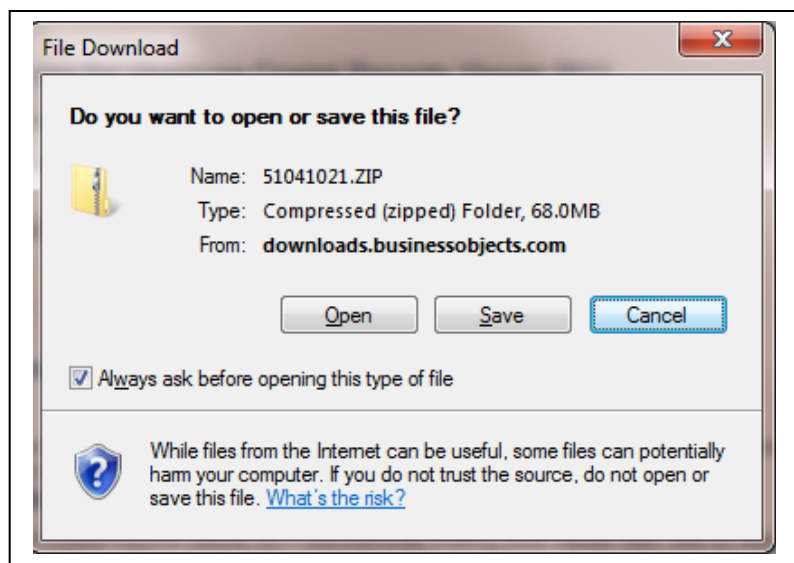 File Download
Do you want to open or save this file?
Name: 51041021.ZIP
Type: Compressed (zipped) Folder, 68.0MB
From: downloads.businessobjects.com
Open Save Cancel
Always ask before opening this type of file
While files from the Internet can be useful, some files can potentially
harm your computer. If you do not trust the source, do not open or
save this file. What's the risk?